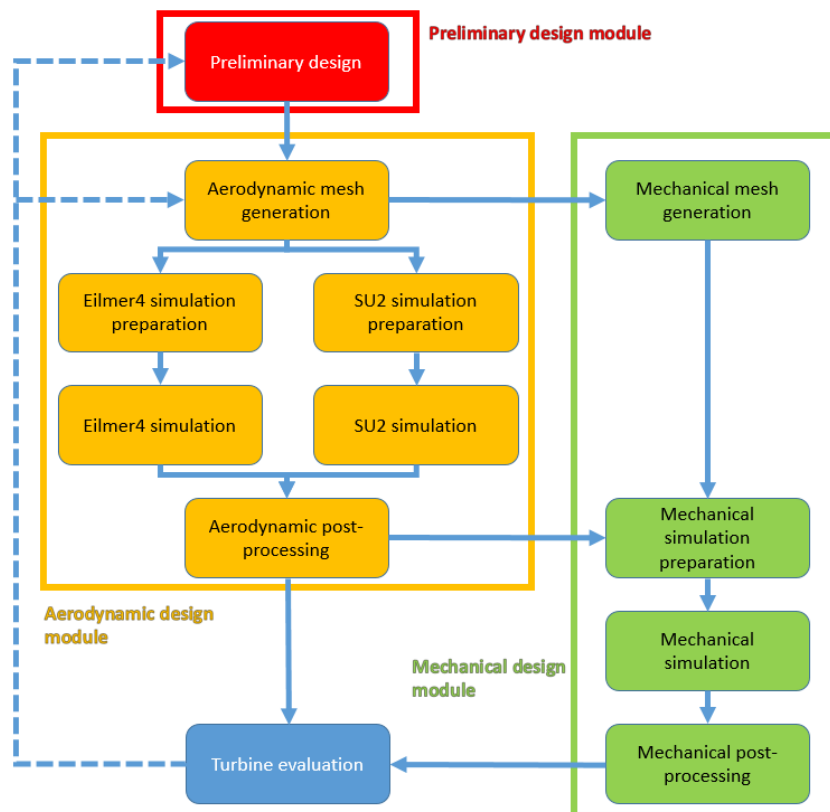 Preliminary design module
Preliminary design
Aerodynamic mesh
generation
Mechanical mesh
generation
Eilmer4 simulation
preparation
SU2 simulation
preparation
Eilmer4 simulation
SU2 simulation
Aerodynamic post-
processing
Mechanical
simulation
preparation
Aerodynamic design
module
Mechanical
simulation
Mechanical design
module
Turbine evaluation
Mechanical post-
processing